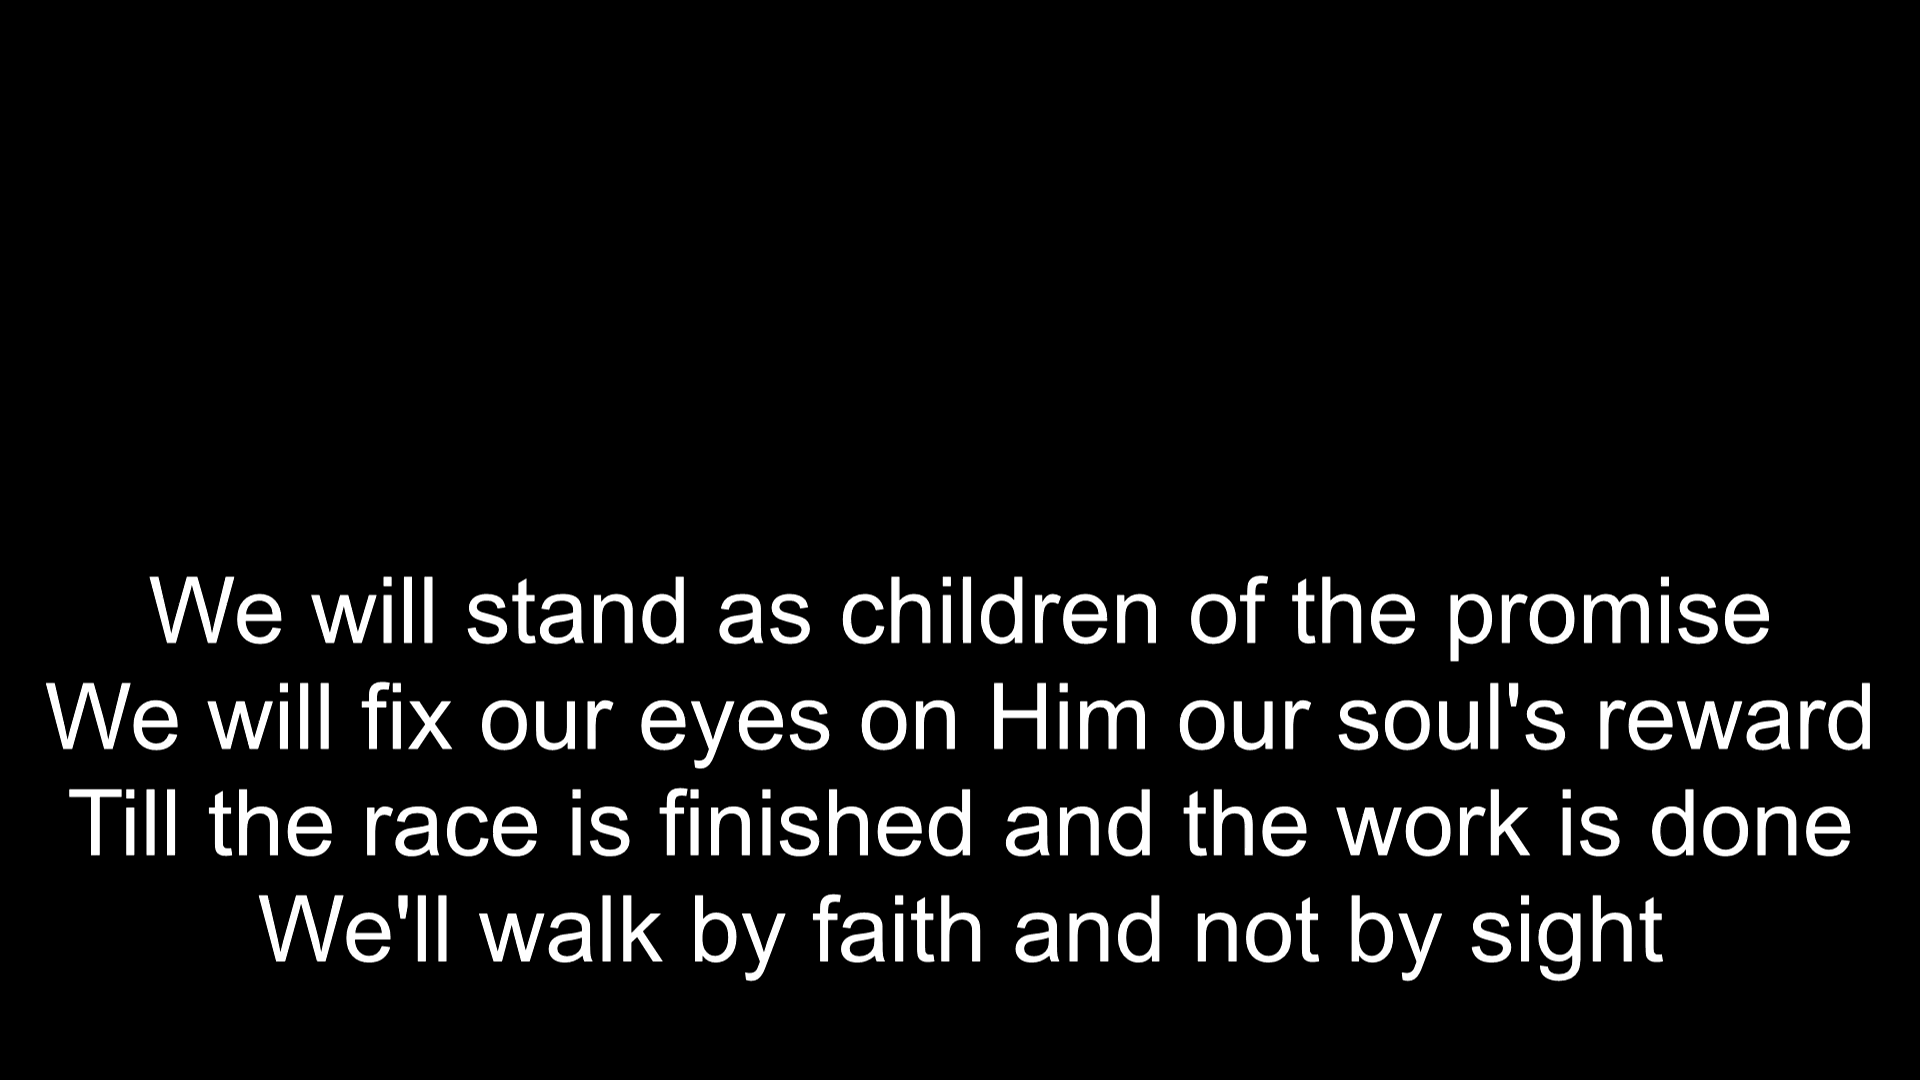 We will stand as children of the promise
We will fix our eyes on Him our soul's reward
Till the race is finished and the work is done
We'll walk by faith and not by sight